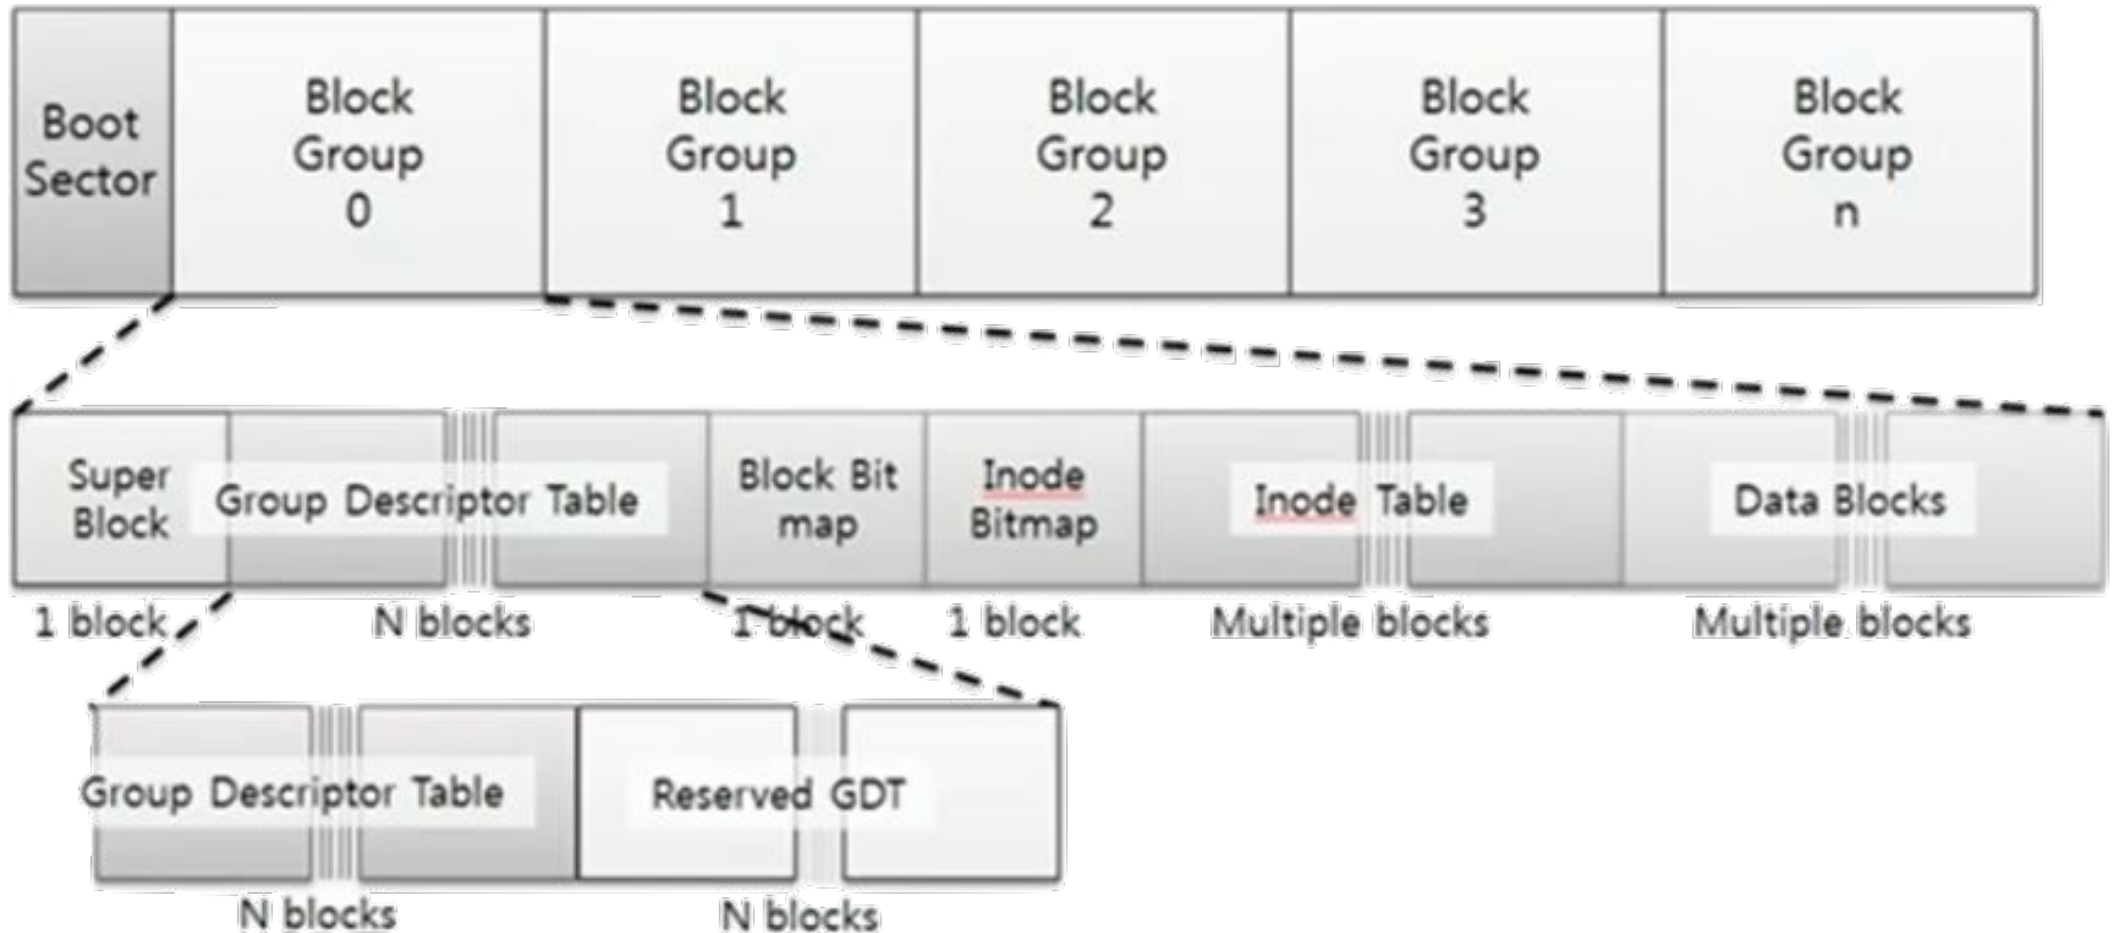 Boot
Sector
Block
Group
0
Block
Group
1
Block
Group
2
Block
Group
3
Block
Group
n
Super
Block
Group Descriptor Table
Block Bit
map
Inode
Bitmap
Inode Table
Data Blocks
1 block
N blocks
1 block
1 block
Multiple blocks
Multiple blocks
Group Descriptor Table
Reserved GDT
N blocks
N blocks